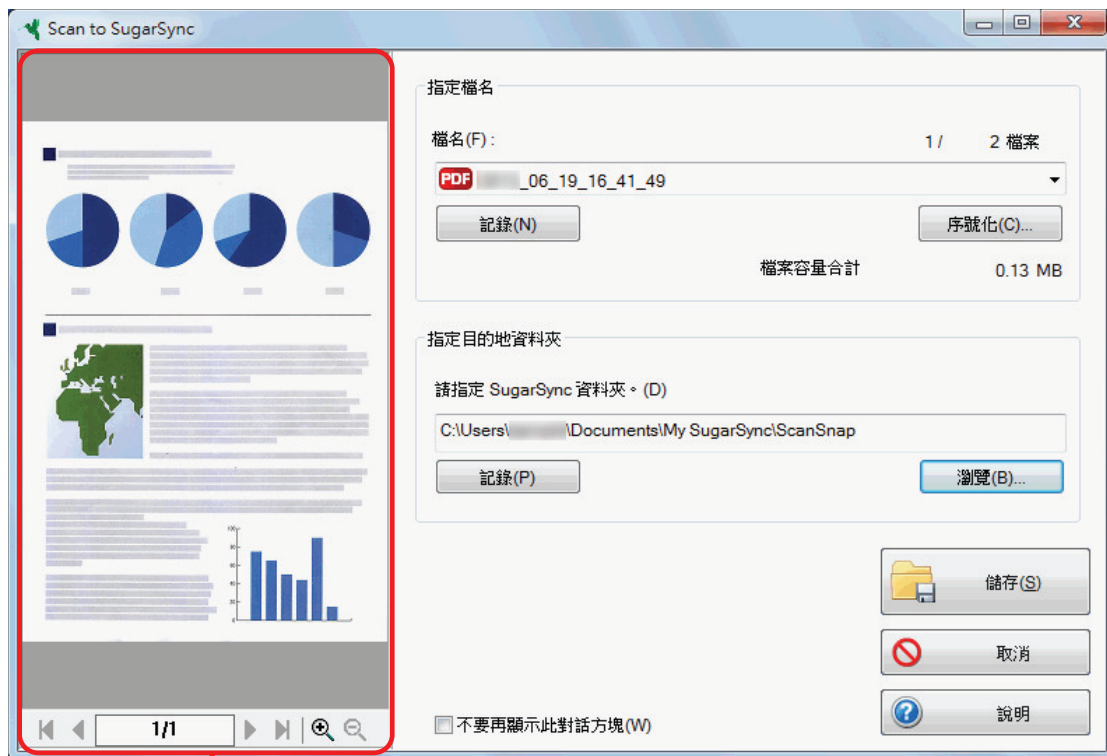 Scan to SugarSync
指定檔名
檔名(F) :
1 / 2 檔案
PDF _06_19_16_41_49
記錄(N)
序號化(C)...
檔案容量合計 0.13 MB
指定目的地資料夾
請指定 SugarSync 資料夾。(D)
C:\Users\ \Documents\My SugarSync\ScanSnap
記錄(P)
瀏覽(B)...
儲存(S)
取消
說明
不要再顯示此對話方塊(W)
1/1